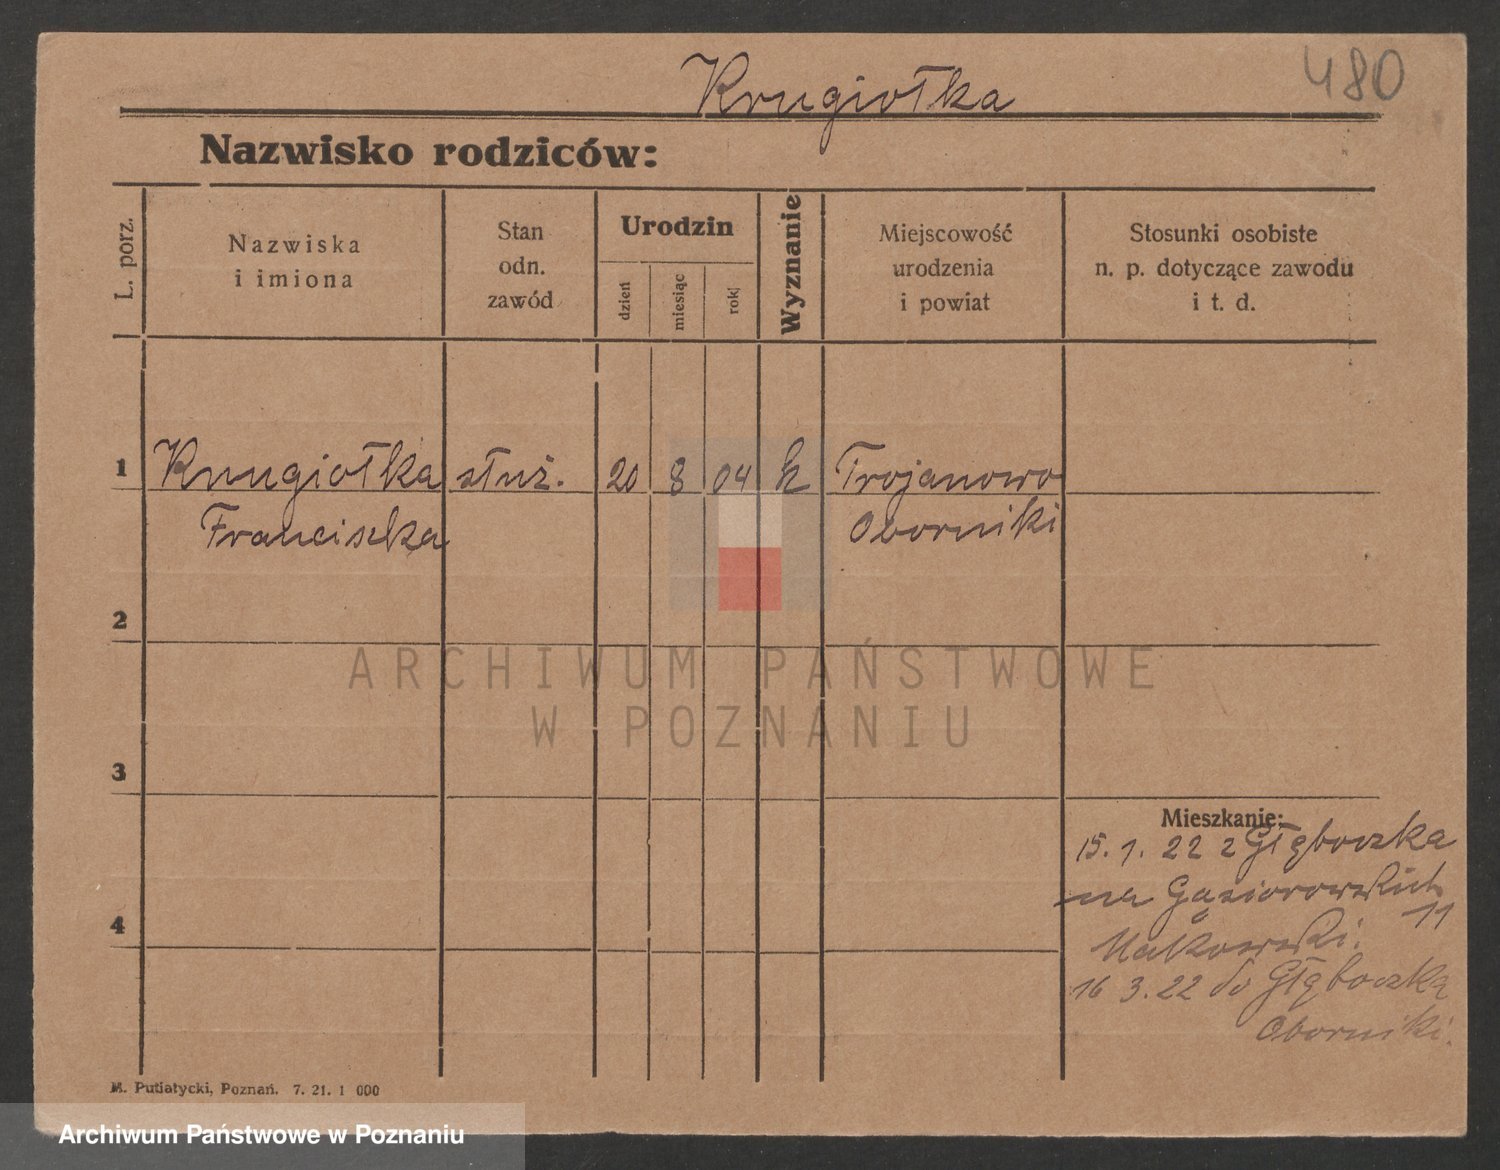 480
Krugiołka
Nazwisko rodziców:
L. porz.
Nazwiska
i imiona
Stan
odn.
zawód
Urodzin
dzień
miesiąc
rok
Wyznanie
Miejscowość
urodzenia
i powiat
Stosunki osobiste
n. p. dotyczące zawodu
i t. d.
1 Krugiołka służ. 20 8 04 k Trojanowo
Franciszka Oborniki
2
3
4
Mieszkanie:
15. 1. 22 z Głęboczka
na Gąsiorowskich
11
Makowski.
16 3. 22 do Głęboczka
Oborniki.
M. Putiatycki, Poznań. 7. 21. 1 000
ARCHIWUM PAŃSTWOWE
W POZNANIU
Archiwum Państwowe w Poznaniu